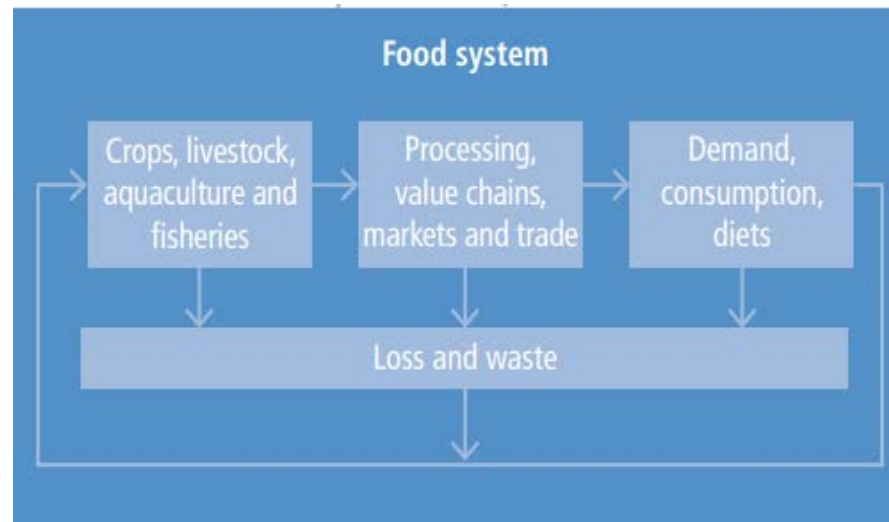 Food system
Crops, livestock,
aquaculture and
fisheries
Processing,
value chains,
markets and trade
Demand,
consumption,
diets
Loss and waste